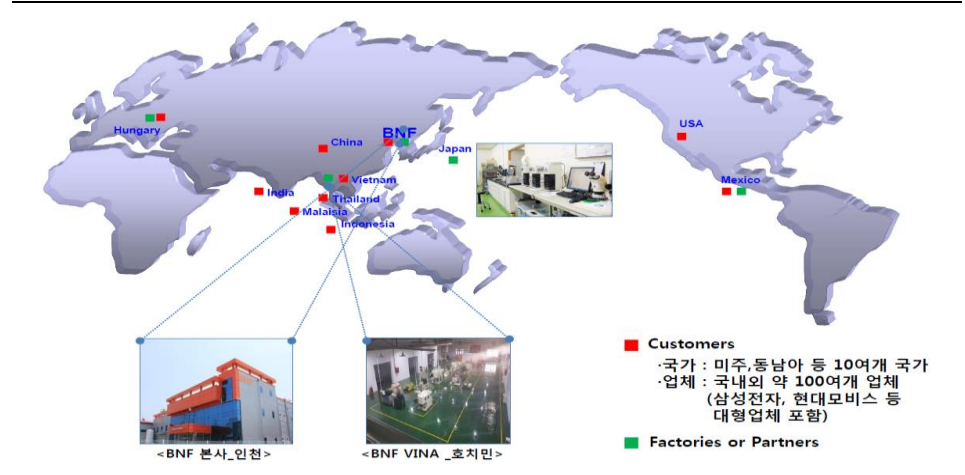 Hungary
China
BNF
Japan
USA
India
Vietnam
Thailand
Malaisia
Indonesia
Mexico
Customers
·국가 : 미주,동남아 등 10여개 국가
·업체 : 국내외 약 100여개 업체
(삼성전자, 현대모비스 등
대형업체 포함)
Factories or Partners
<BNF 본사_인천>
<BNF VINA _호치민>